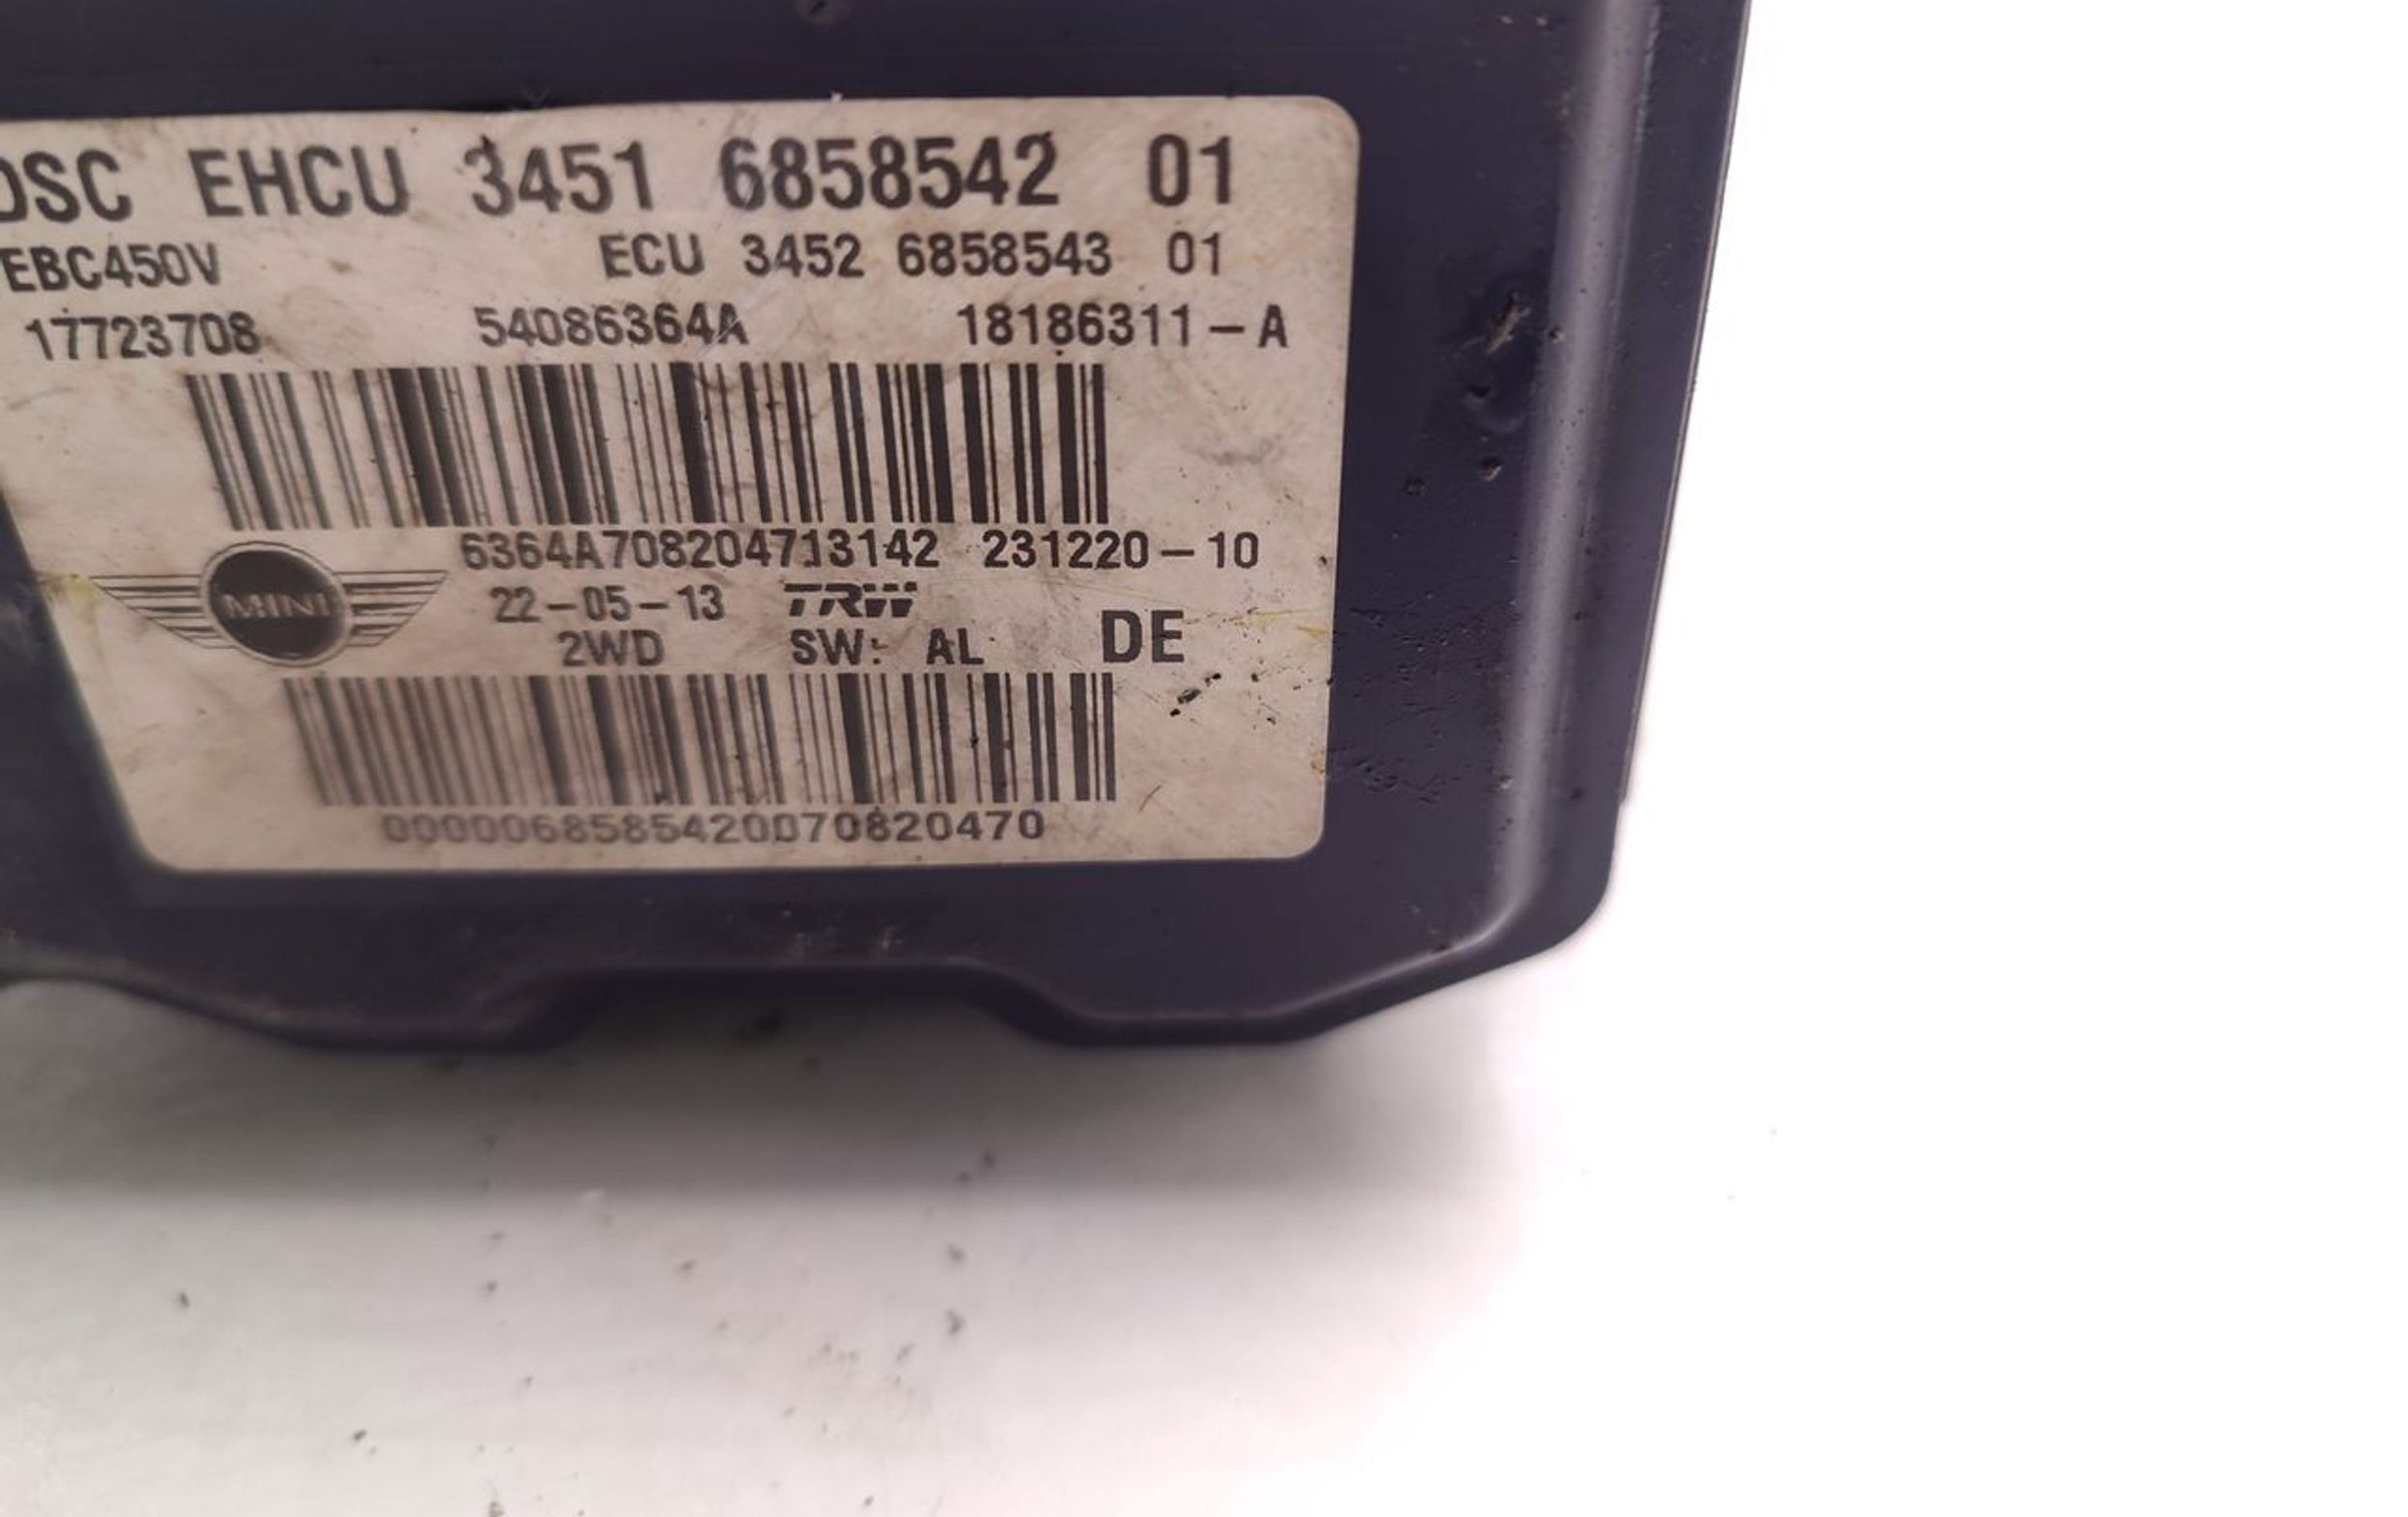 DSC EHCU 3451 6858542 01
EBC450V ECU 3452 6858543 01
17723708 54086364A 18186311-A
6364A708204713142 231220-10
MINI
22-05-13 TRW
2WD SW: AL DE
0000068585420070820470